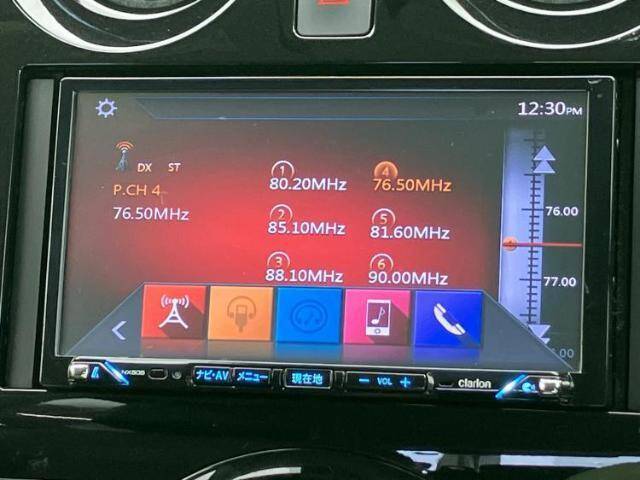 12:30PM
DX ST
P.CH 4
76.50MHz
1 80.20MHz
4 76.50MHz
2 85.10MHz
5 81.60MHz
3 88.10MHz
6 90.00MHz
76.00
77.00
ナビ・AV メニュー 現在地 − VOL + clarion